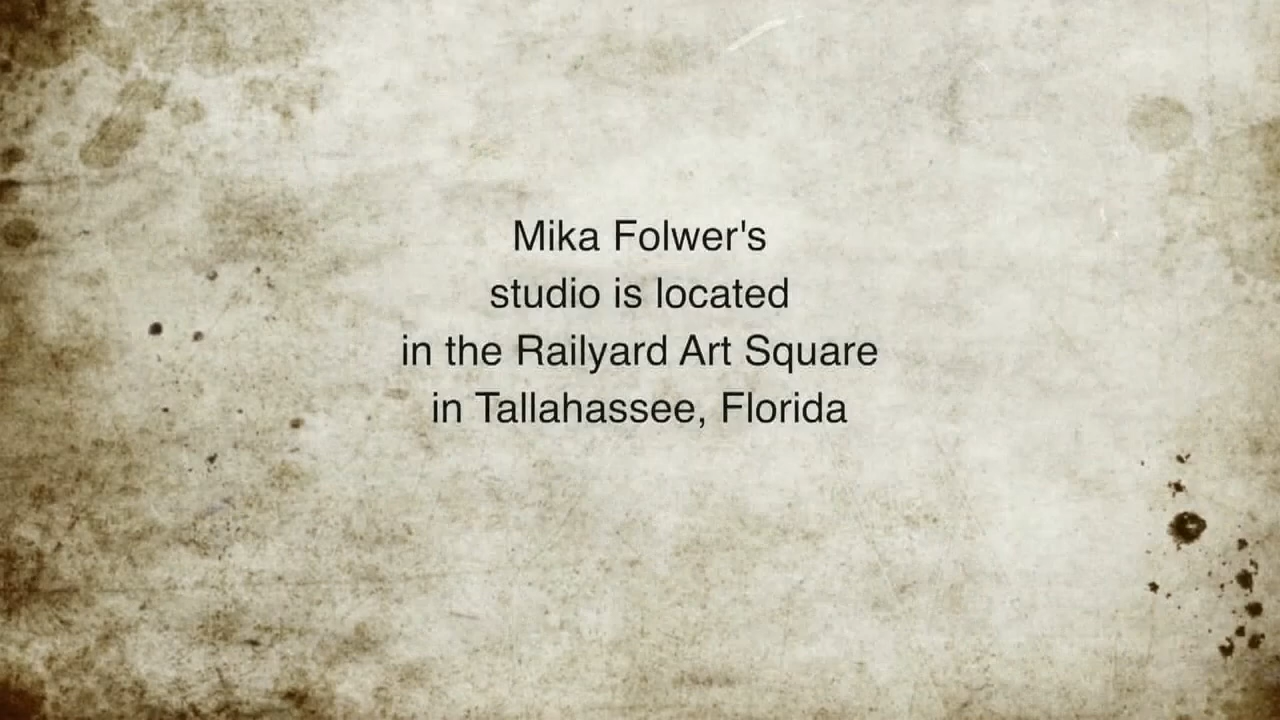 Mika Folwer's
studio is located
in the Railyard Art Square
in Tallahassee, Florida